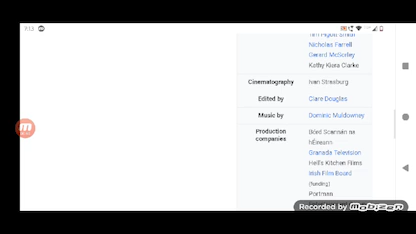 Nicholas Farrell
Gerard McSorley
Kathy Kiera Clarke
Cinematography Ivan Strasburg
Edited by Clare Douglas
Music by Dominic Muldowney
Production companies
Bórd Scannán na hÉireann
Granada Television
Hell's Kitchen Films
Irish Film Board
(funding)
Portman
Recorded by Mobizen